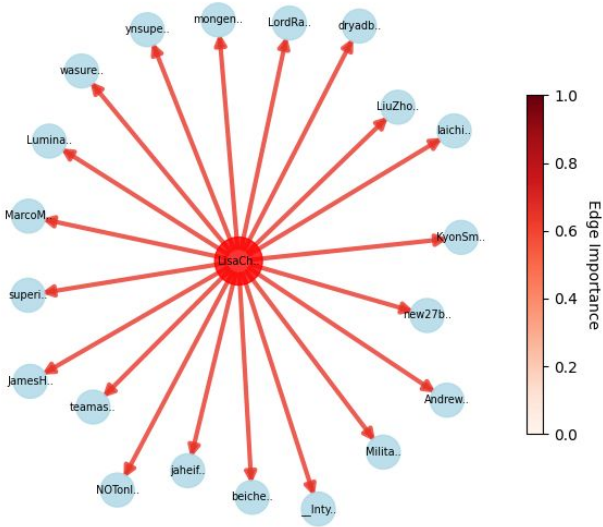 mongen..
LordRa..
dryadb..
ynsupe..
wasure..
LiuZho..
laichi..
Lumina..
MarcoM..
KyonSm..
LisaCh..
superi..
new27b..
JamesH..
teamas..
Andrew..
Milita..
jaheif..
NOTonl..
beiche..
__Inty..
1.0
0.8
0.6
0.4
0.2
0.0
Edge Importance